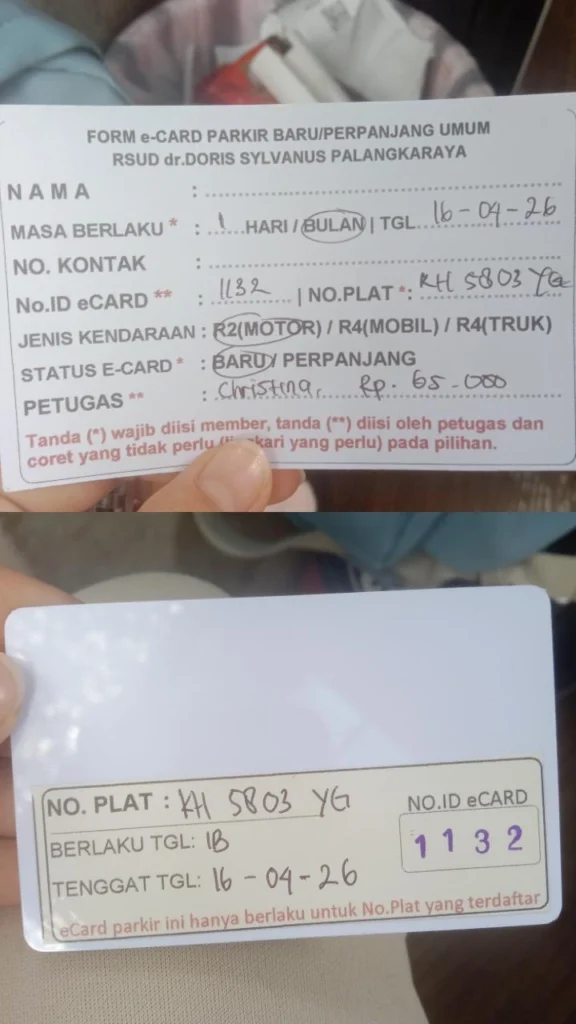 FORM e-CARD PARKIR BARU/PERPANJANG UMUM
RSUD dr.DORIS SYLVANUS PALANGKARAYA
NAMA :
MASA BERLAKU * : 1 HARI / BULAN | TGL. 16-04-26
NO. KONTAK :
No.ID eCARD ** : 1132 | NO.PLAT *: KH 5803 YG
JENIS KENDARAAN : R2(MOTOR) / R4(MOBIL) / R4(TRUK)
STATUS E-CARD * : BARU / PERPANJANG
PETUGAS ** : Christina, Rp. 65.000
Tanda (*) wajib diisi member, tanda (**) diisi oleh petugas dan
coret yang tidak perlu yang perlu) pada pilihan.
NO. PLAT : KH 5803 YG
NO.ID eCARD
1132
BERLAKU TGL: 1B
TENGGAT TGL: 16-04-26
eCard parkir ini hanya berlaku untuk No.Plat yang terdaftar